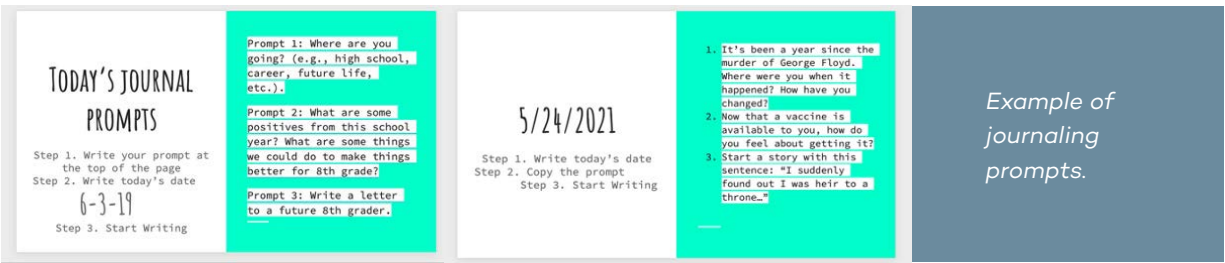 TODAY'S JOURNAL
PROMPTS
Step 1. Write your prompt at
the top of the page
Step 2. Write today's date
6-3-19
Step 3. Start Writing
Prompt 1: Where are you
going? (e.g., high school,
career, future life,
etc.).
Prompt 2: What are some
positives from this school
year? What are some things
we could do to make things
better for 8th grade?
Prompt 3: Write a letter
to a future 8th grader.
5/24/2021
Step 1. Write today's date
Step 2. Copy the prompt
Step 3. Start Writing
1. It's been a year since the
murder of George Floyd.
Where were you when it
happened? How have you
changed?
2. Now that a vaccine is
available to you, how do
you feel about getting it?
3. Start a story with this
sentence: "I suddenly
found out I was heir to a
throne…"
Example of
journaling
prompts.